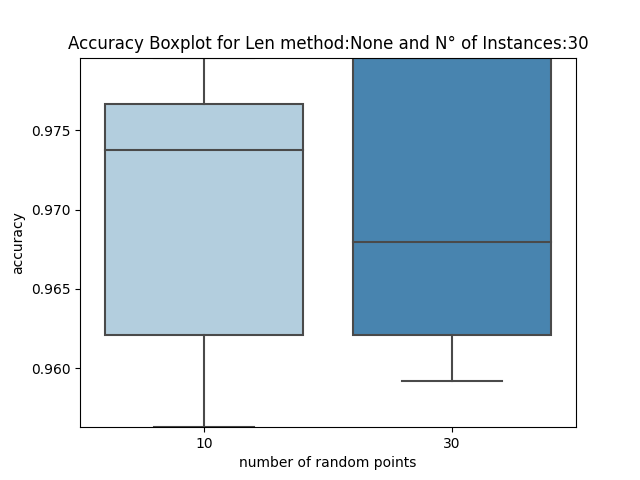 Accuracy Boxplot for Len method:None and N° of Instances:30
0.975
0.970
0.965
0.960
accuracy
10
30
number of random points